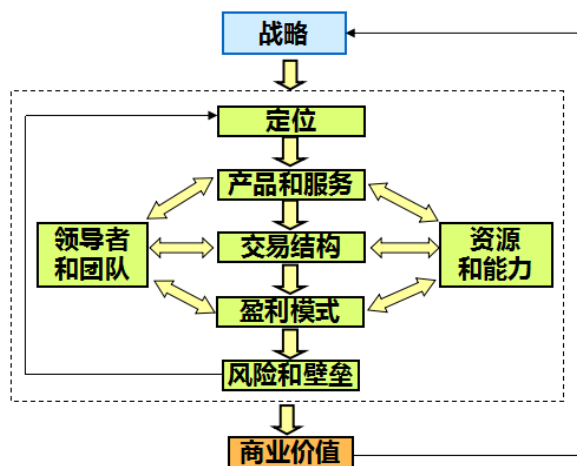 战略
定位
产品和服务
领导者
和团队
交易结构
资源
和能力
盈利模式
风险和壁垒
商业价值